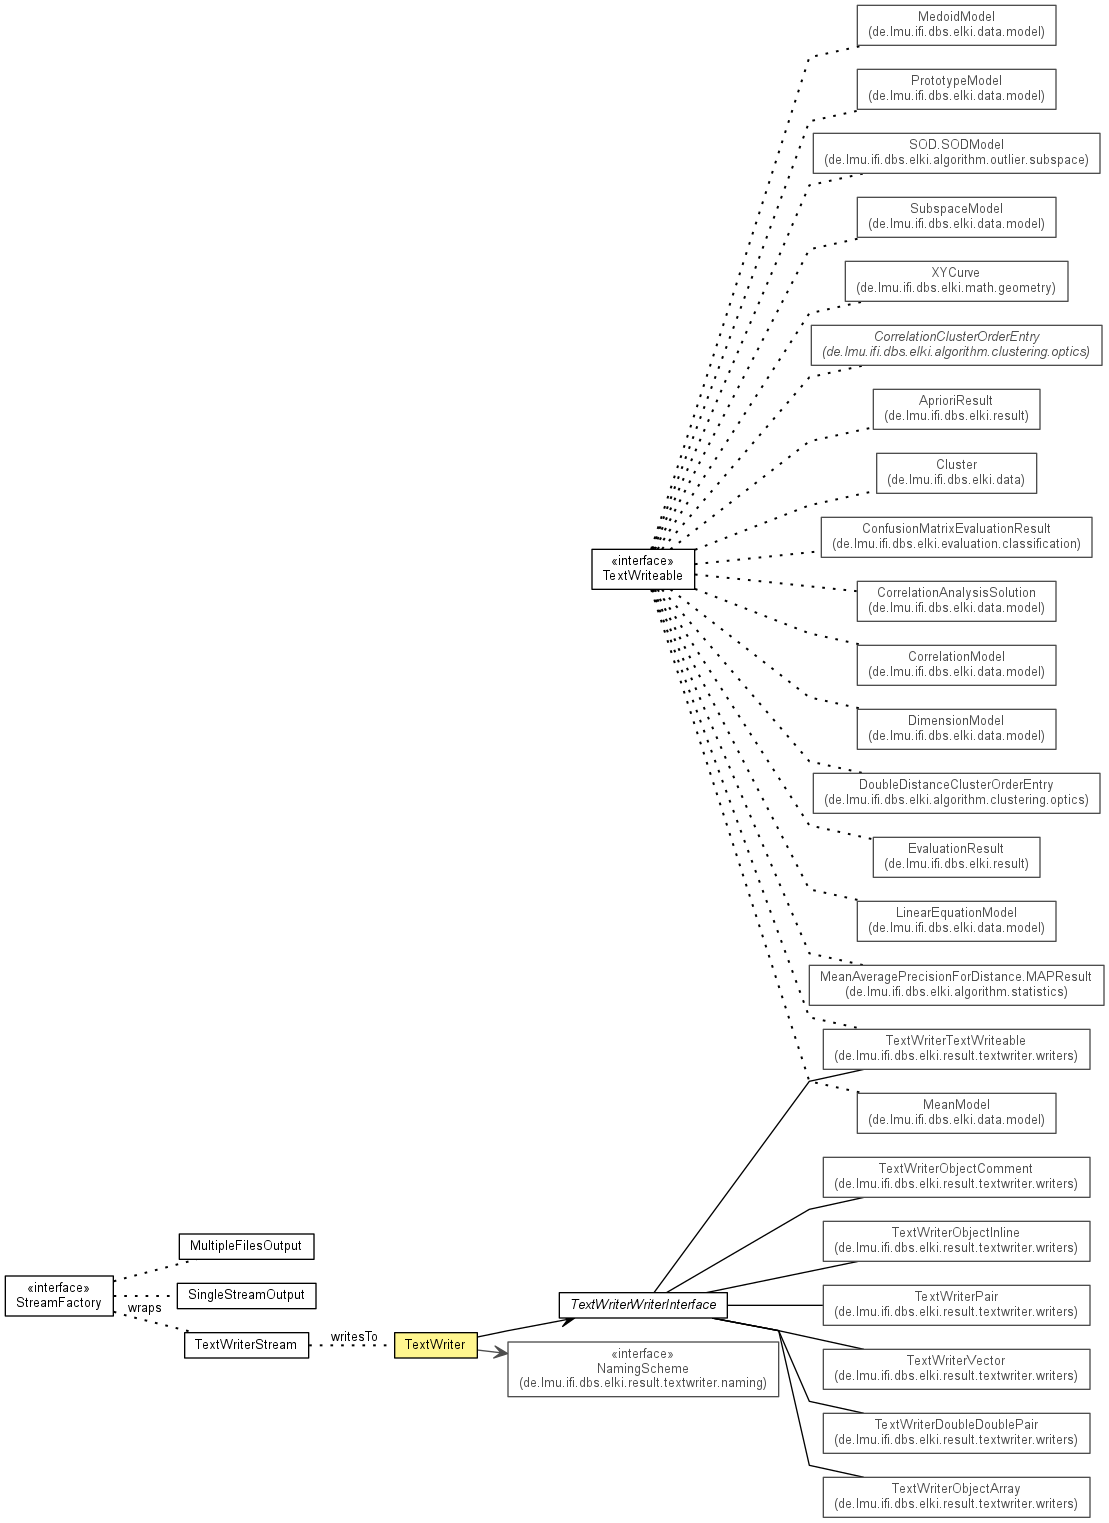 MedoidModel
(de.lmu.ifi.dbs.elki.data.model)
PrototypeModel
(de.lmu.ifi.dbs.elki.data.model)
SOD.SODModel
(de.lmu.ifi.dbs.elki.algorithm.outlier.subspace)
SubspaceModel
(de.lmu.ifi.dbs.elki.data.model)
XYCurve
(de.lmu.ifi.dbs.elki.math.geometry)
CorrelationClusterOrderEntry
(de.lmu.ifi.dbs.elki.algorithm.clustering.optics)
AprioriResult
(de.lmu.ifi.dbs.elki.result)
Cluster
(de.lmu.ifi.dbs.elki.data)
ConfusionMatrixEvaluationResult
(de.lmu.ifi.dbs.elki.evaluation.classification)
«interface»
TextWriteable
CorrelationAnalysisSolution
(de.lmu.ifi.dbs.elki.data.model)
CorrelationModel
(de.lmu.ifi.dbs.elki.data.model)
DimensionModel
(de.lmu.ifi.dbs.elki.data.model)
DoubleDistanceClusterOrderEntry
(de.lmu.ifi.dbs.elki.algorithm.clustering.optics)
EvaluationResult
(de.lmu.ifi.dbs.elki.result)
LinearEquationModel
(de.lmu.ifi.dbs.elki.data.model)
MeanAveragePrecisionForDistance.MAPResult
(de.lmu.ifi.dbs.elki.algorithm.statistics)
TextWriterTextWriteable
(de.lmu.ifi.dbs.elki.result.textwriter.writers)
MeanModel
(de.lmu.ifi.dbs.elki.data.model)
TextWriterObjectComment
(de.lmu.ifi.dbs.elki.result.textwriter.writers)
TextWriterObjectInline
(de.lmu.ifi.dbs.elki.result.textwriter.writers)
MultipleFilesOutput
«interface»
StreamFactory
SingleStreamOutput
wraps
TextWriterStream
writesTo
TextWriter
TextWriterWriterInterface
«interface»
NamingScheme
(de.lmu.ifi.dbs.elki.result.textwriter.naming)
TextWriterPair
(de.lmu.ifi.dbs.elki.result.textwriter.writers)
TextWriterVector
(de.lmu.ifi.dbs.elki.result.textwriter.writers)
TextWriterDoubleDoublePair
(de.lmu.ifi.dbs.elki.result.textwriter.writers)
TextWriterObjectArray
(de.lmu.ifi.dbs.elki.result.textwriter.writers)